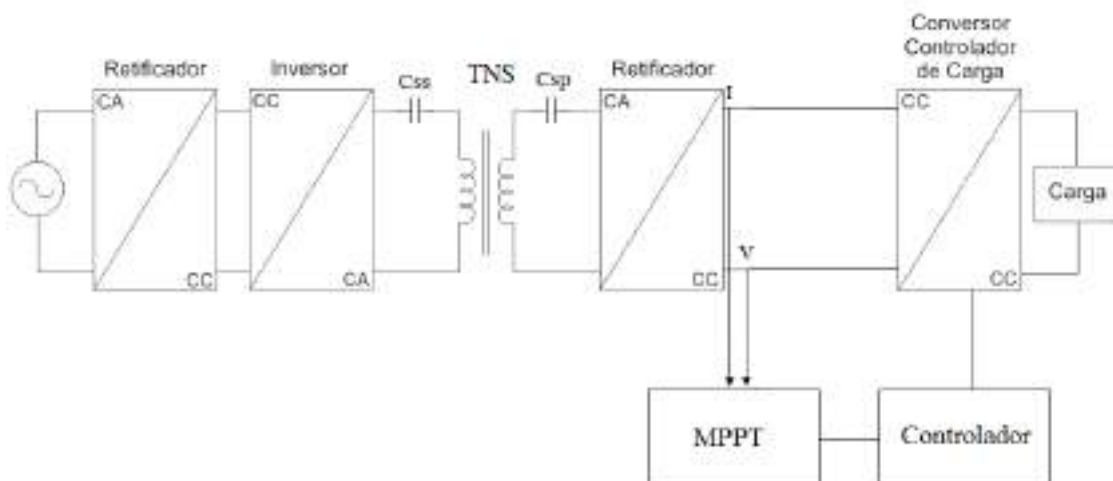 Conversor
Controlador
de Carga
Retificador
Inversor
TNS
Retificador
Css
Csp
CA
CC
CC
CA
CA
CC
I
V
CC
CC
Carga
MPPT
Controlador